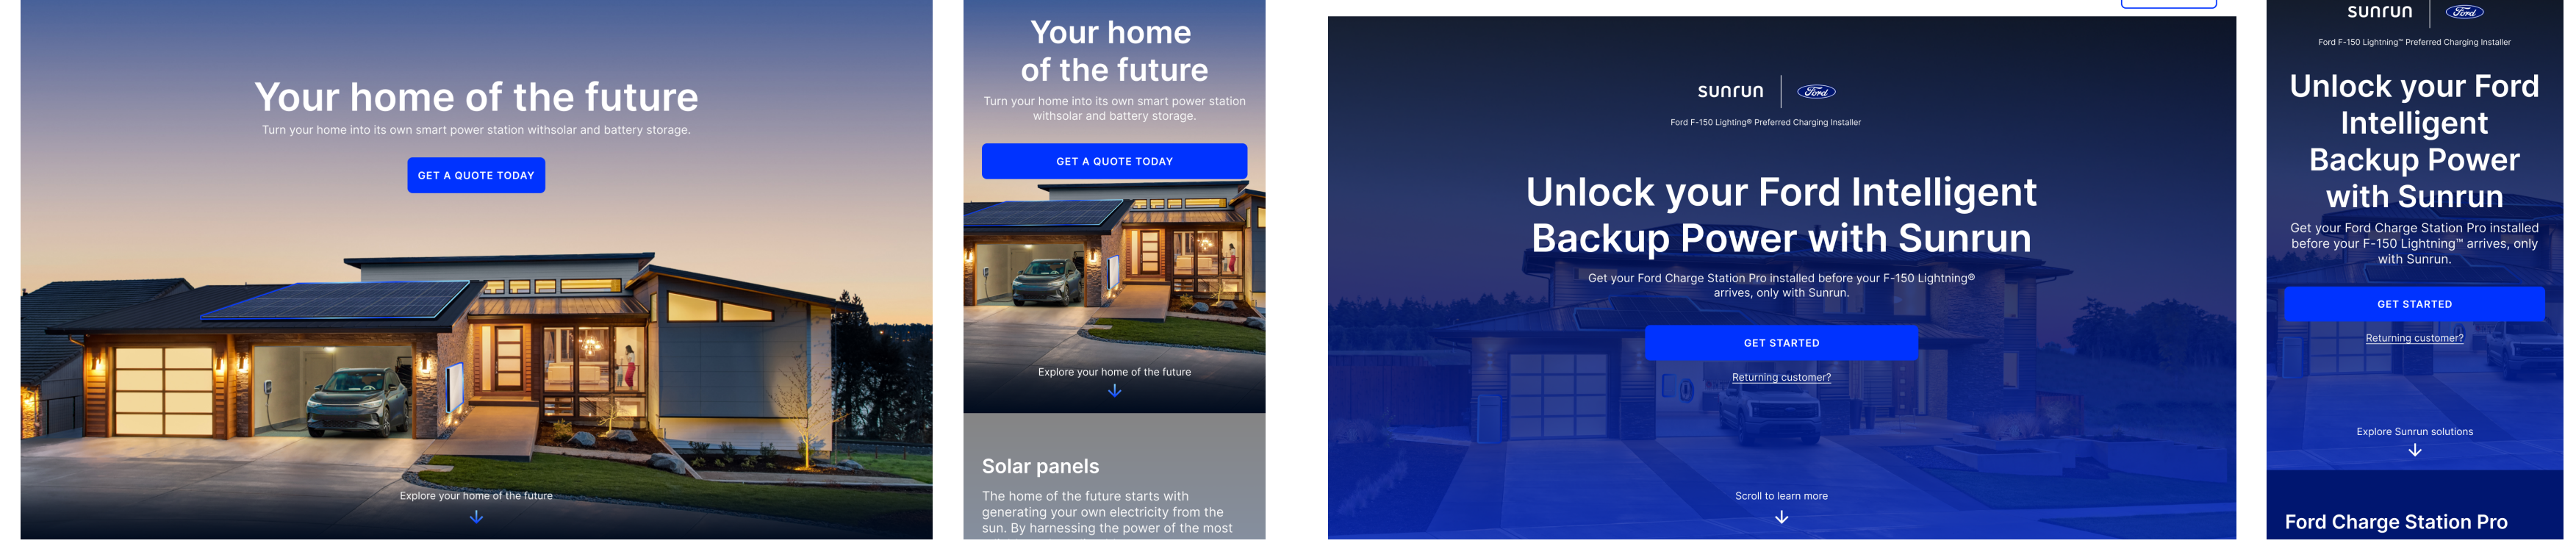 Your home of the future
Turn your home into its own smart power station withsolar and battery storage.
GET A QUOTE TODAY
Explore your home of the future
Your home
of the future
Turn your home into its own smart power station
withsolar and battery storage.
GET A QUOTE TODAY
Explore your home of the future
Solar panels
The home of the future starts with
generating your own electricity from the
sun. By harnessing the power of the most
sunrun
Ford
Ford F-150 Lighting® Preferred Charging Installer
Unlock your Ford Intelligent
Backup Power with Sunrun
Get your Ford Charge Station Pro installed before your F-150 Lightning®
arrives, only with Sunrun.
GET STARTED
Returning customer?
Scroll to learn more
sunrun
Ford
Ford F-150 Lightning™ Preferred Charging Installer
Unlock your Ford
Intelligent
Backup Power
with Sunrun
Get your Ford Charge Station Pro installed
before your F-150 Lightning™ arrives, only
with Sunrun.
GET STARTED
Returning customer?
Explore Sunrun solutions
Ford Charge Station Pro